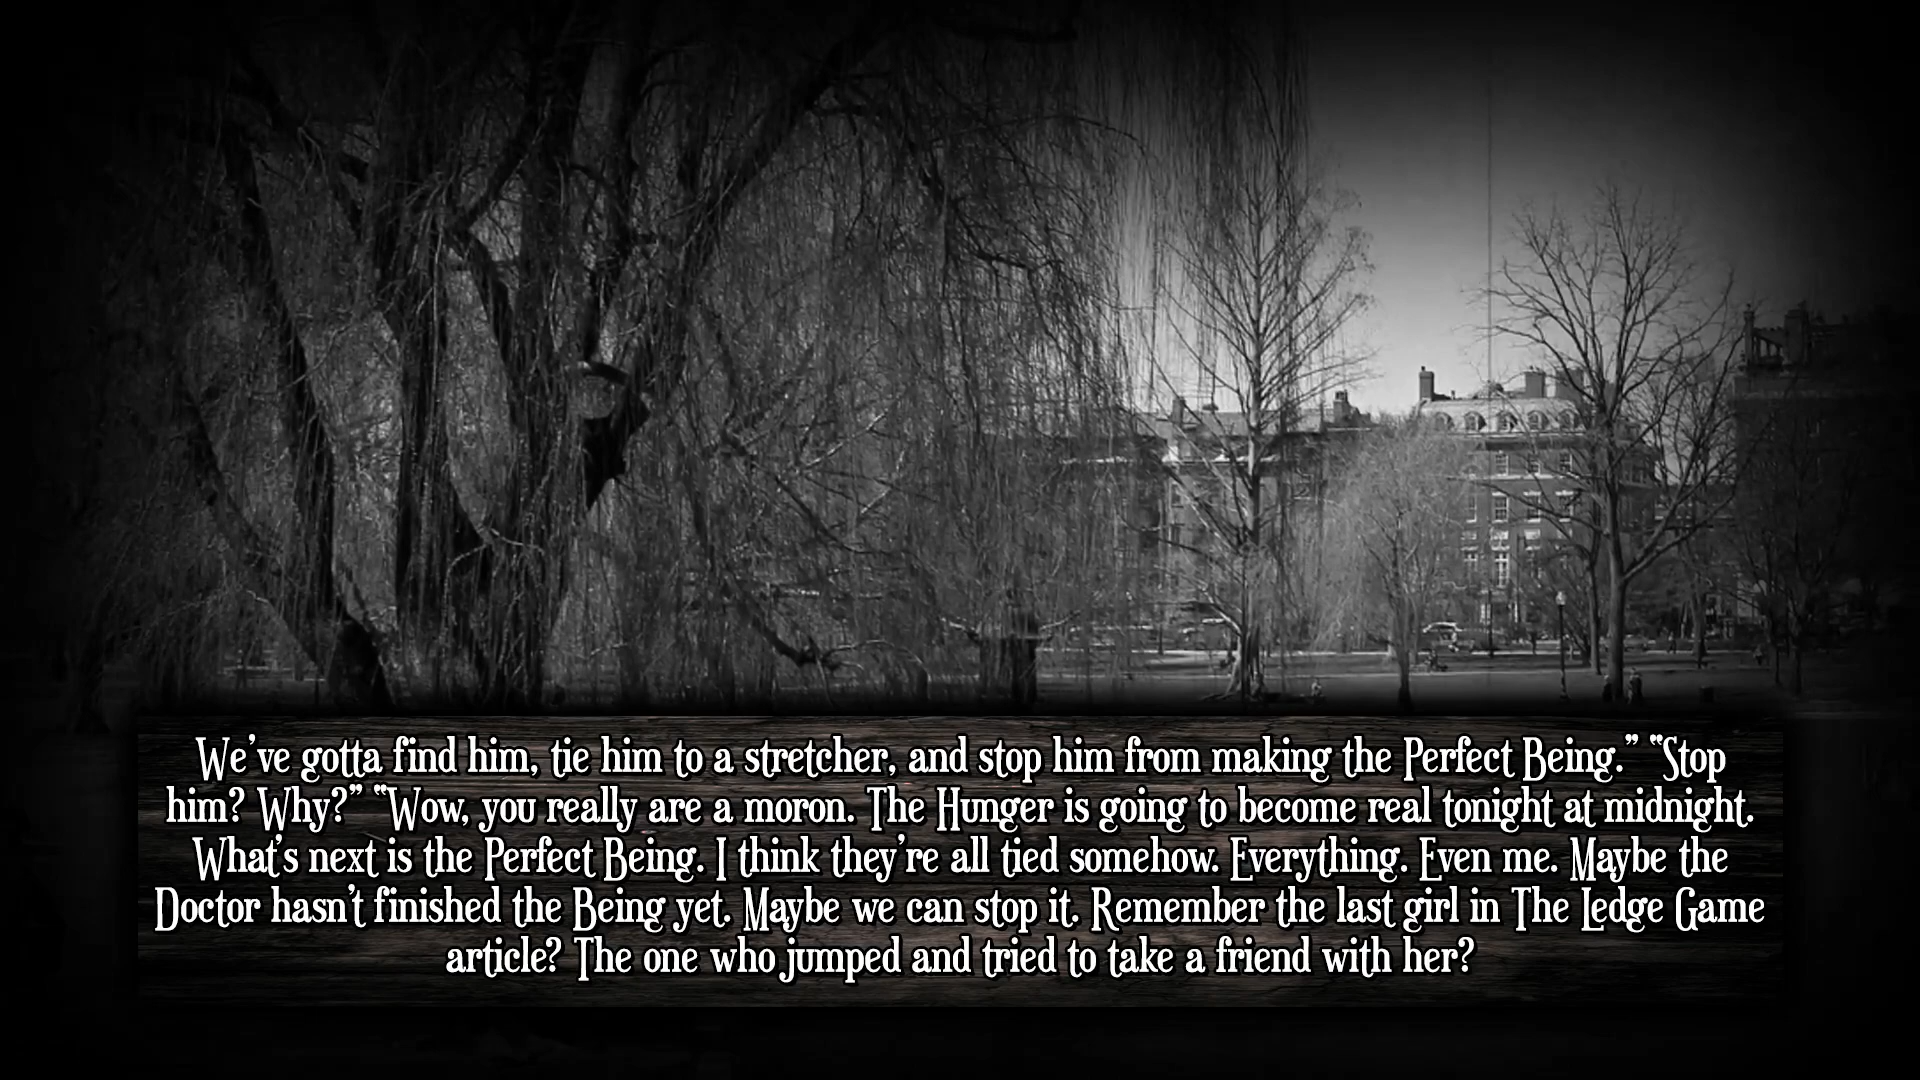 We’ve gotta find him, tie him to a stretcher, and stop him from making the Perfect Being.” “Stop
him? Why?” “Wow, you really are a moron. The Hunger is going to become real tonight at midnight.
What’s next is the Perfect Being. I think they’re all tied somehow. Everything. Even me. Maybe the
Doctor hasn’t finished the Being yet. Maybe we can stop it. Remember the last girl in The Ledge Game
article? The one who jumped and tried to take a friend with her?